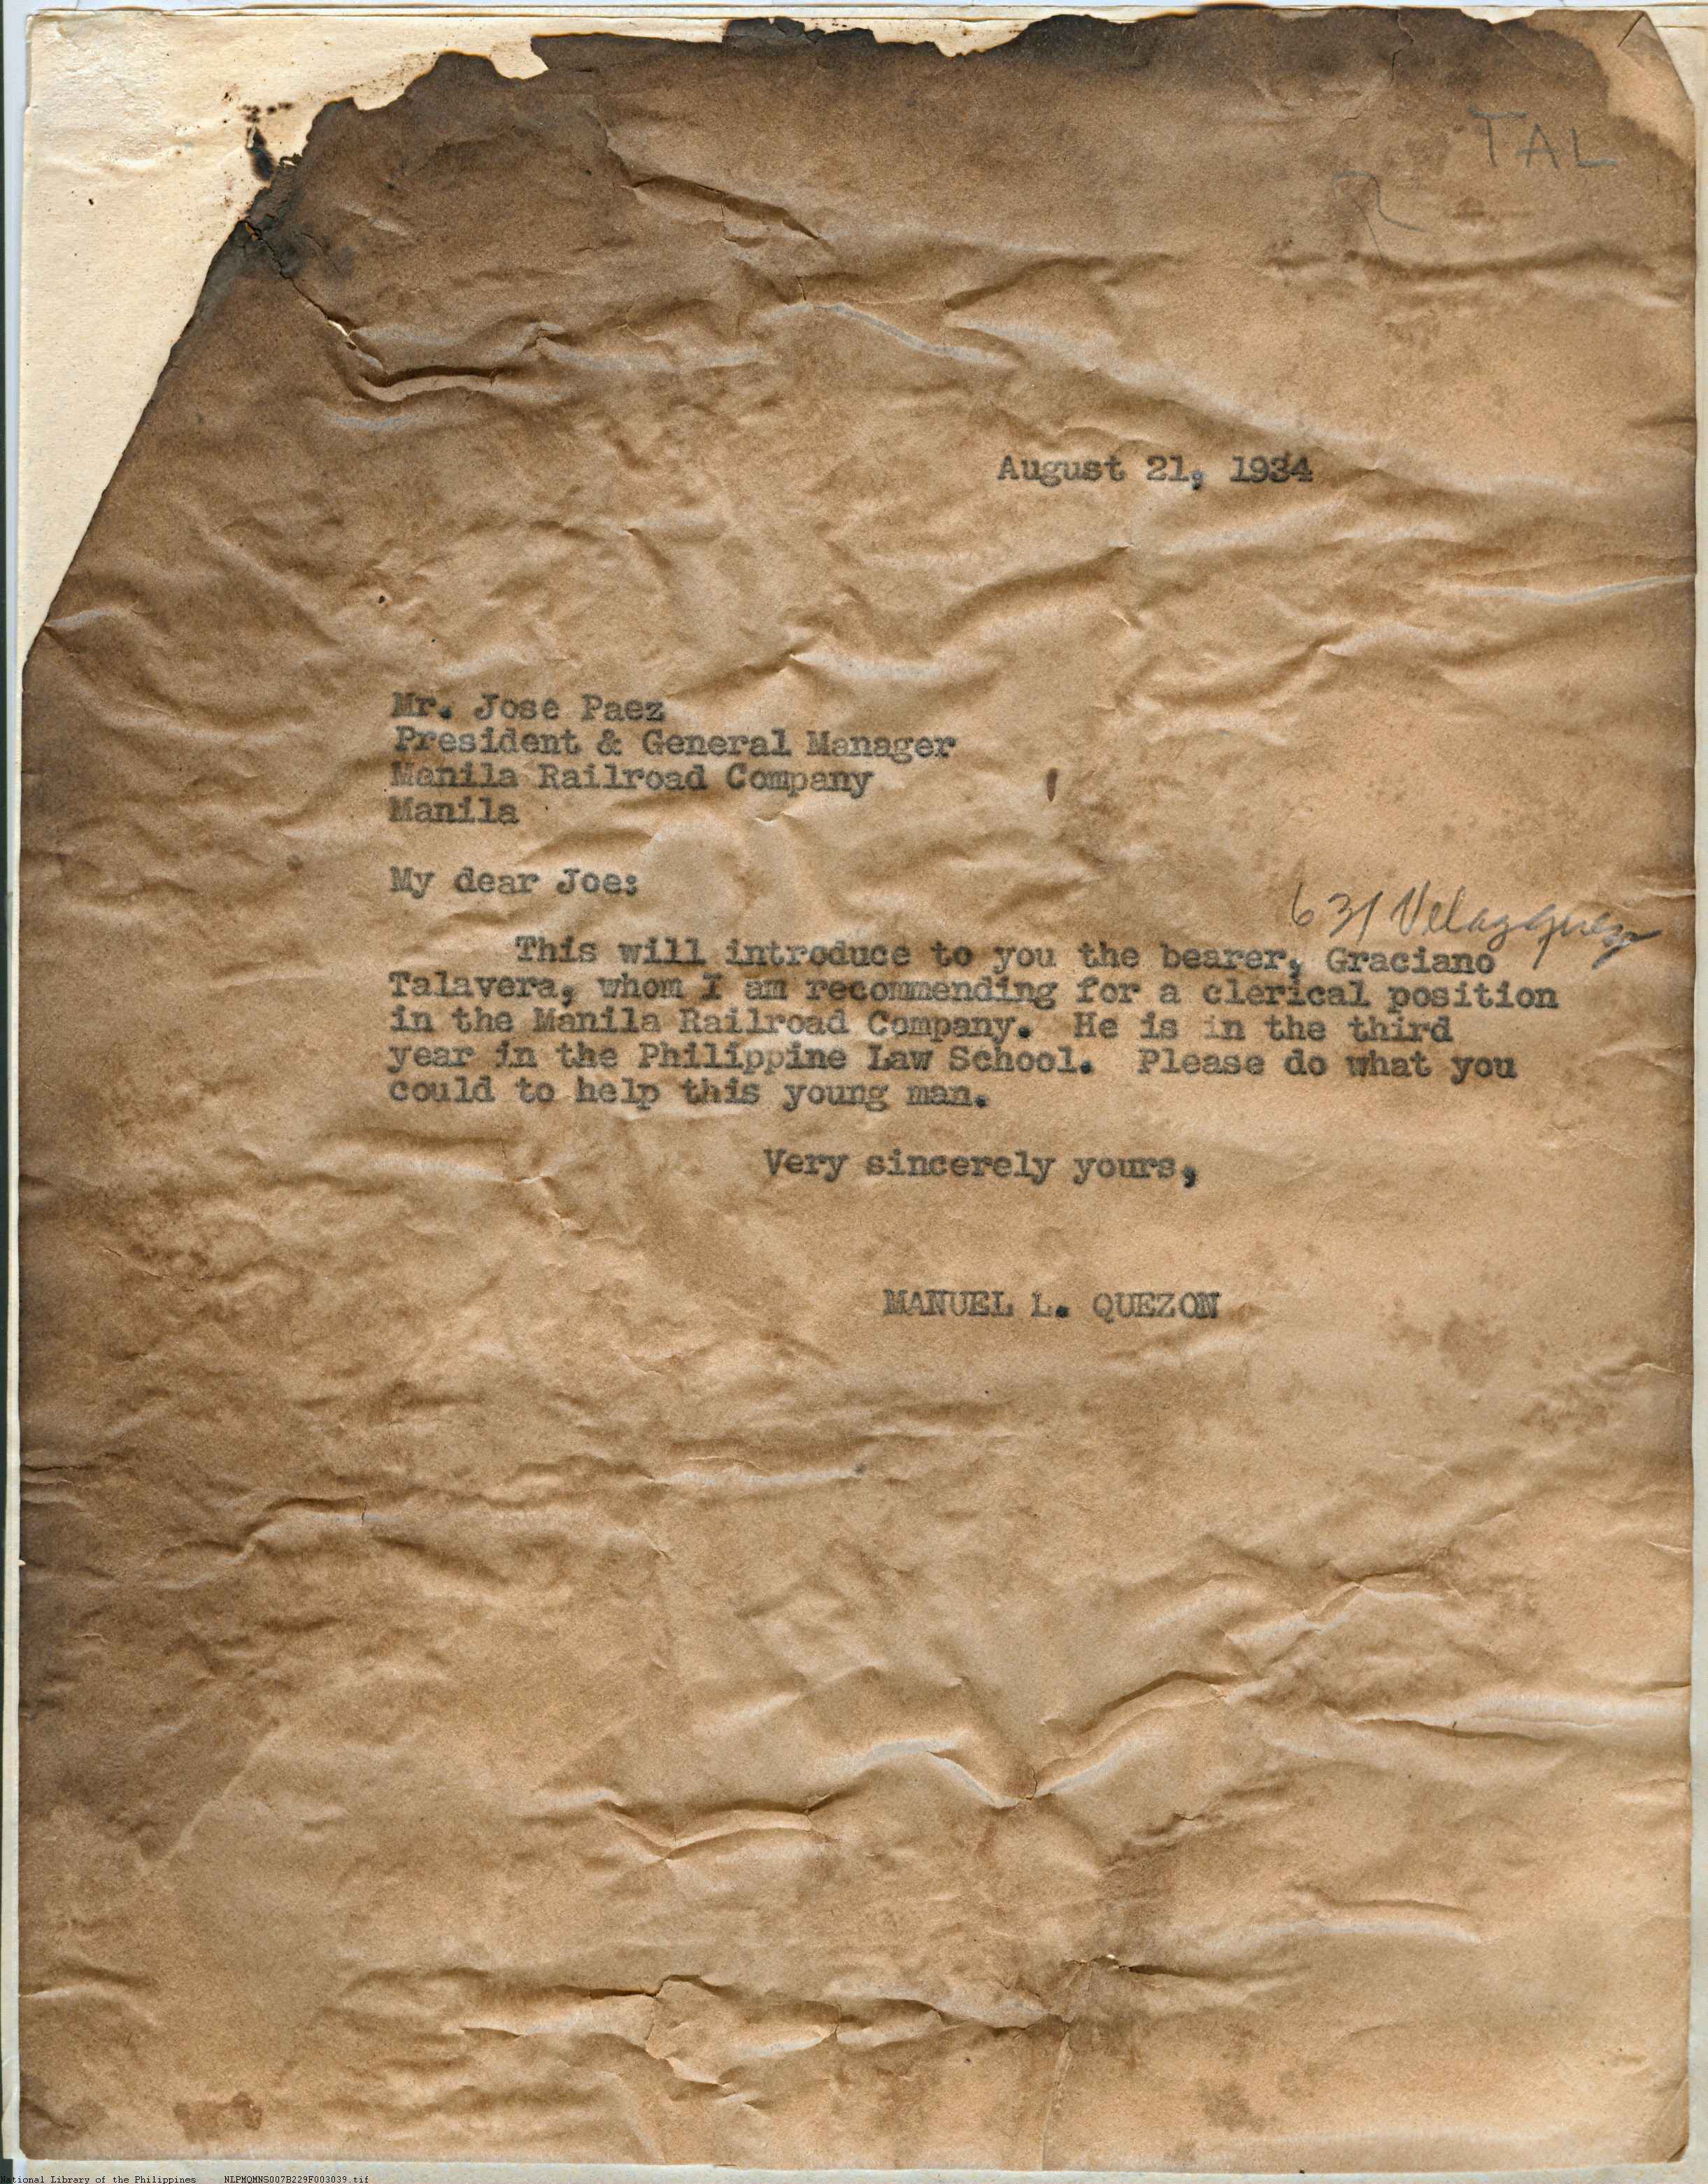 TAL
August 21, 1934
Mr. Jose Paez
President & General Manager
Manila Railroad Company
Manila
My dear Joe:
631 Velazquez
This will introduce to you the bearer, Graciano
Talavera, whom I am recommending for a clerical position
in the Manila Railroad Company. He is in the third
year in the Philippine Law School. Please do what you
could to help this young man.
Very sincerely yours,
MANUEL L. QUEZON
National Library of the Philippines NLPMQMNS007B229F003039.tif